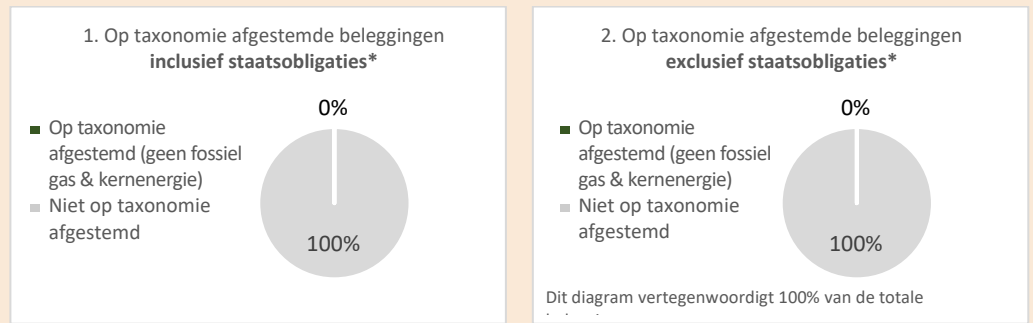 1. Op taxonomie afgestemde beleggingen
inclusief staatsobligaties*
0%
Op taxonomie
afgestemd (geen fossiel
gas & kernenergie)
Niet op taxonomie
afgestemd
100%
2. Op taxonomie afgestemde beleggingen
exclusief staatsobligaties*
0%
Op taxonomie
afgestemd (geen fossiel
gas & kernenergie)
Niet op taxonomie
afgestemd
100%
Dit diagram vertegenwoordigt 100% van de totale